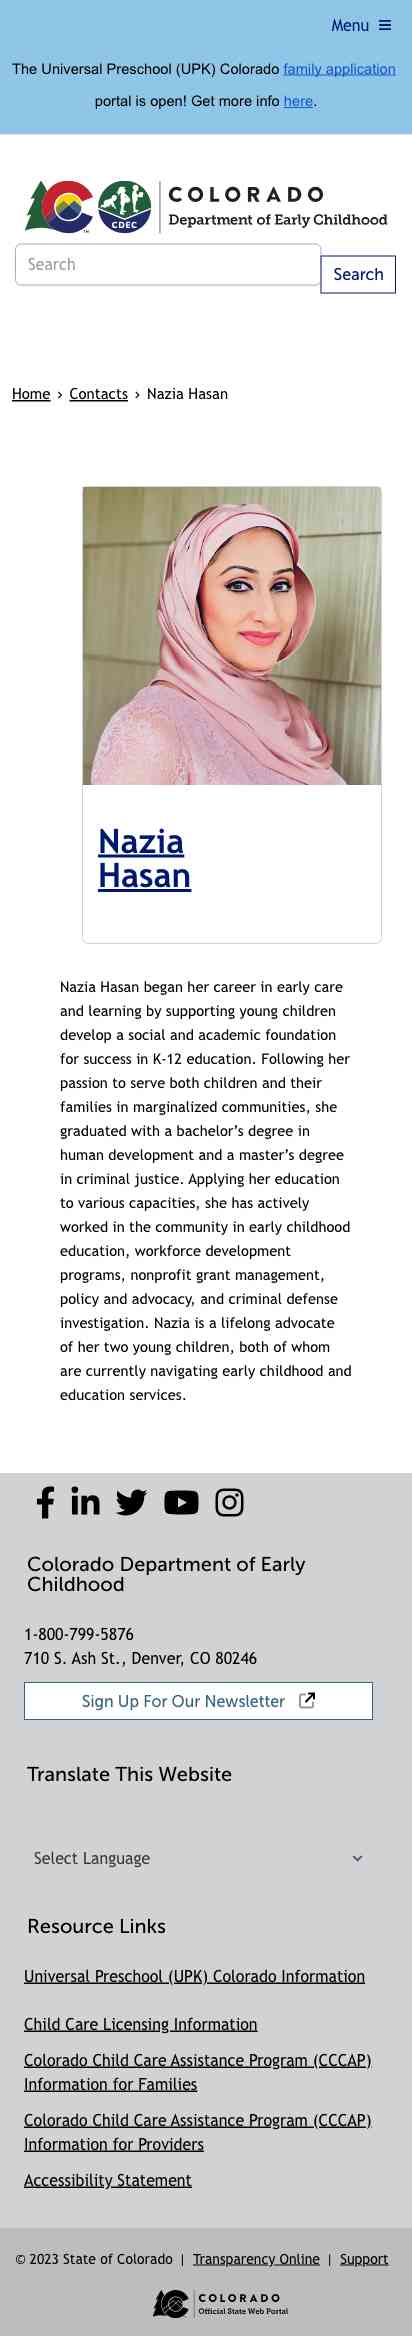 Menu
The Universal Preschool (UPK) Colorado family application
portal is open! Get more info here.
CDEC
TM
COLORADO
Department of Early Childhood
Search
Search
Home › Contacts › Nazia Hasan
Nazia
Hasan
Nazia Hasan began her career in early care
and learning by supporting young children
develop a social and academic foundation
for success in K-12 education. Following her
passion to serve both children and their
families in marginalized communities, she
graduated with a bachelor’s degree in
human development and a master’s degree
in criminal justice. Applying her education
to various capacities, she has actively
worked in the community in early childhood
education, workforce development
programs, nonprofit grant management,
policy and advocacy, and criminal defense
investigation. Nazia is a lifelong advocate
of her two young children, both of whom
are currently navigating early childhood and
education services.
Colorado Department of Early
Childhood
1-800-799-5876
710 S. Ash St., Denver, CO 80246
Sign Up For Our Newsletter
Translate This Website
Select Language
Resource Links
Universal Preschool (UPK) Colorado Information
Child Care Licensing Information
Colorado Child Care Assistance Program (CCCAP)
Information for Families
Colorado Child Care Assistance Program (CCCAP)
Information for Providers
Accessibility Statement
© 2023 State of Colorado | Transparency Online | Support
COLORADO
Official State Web Portal